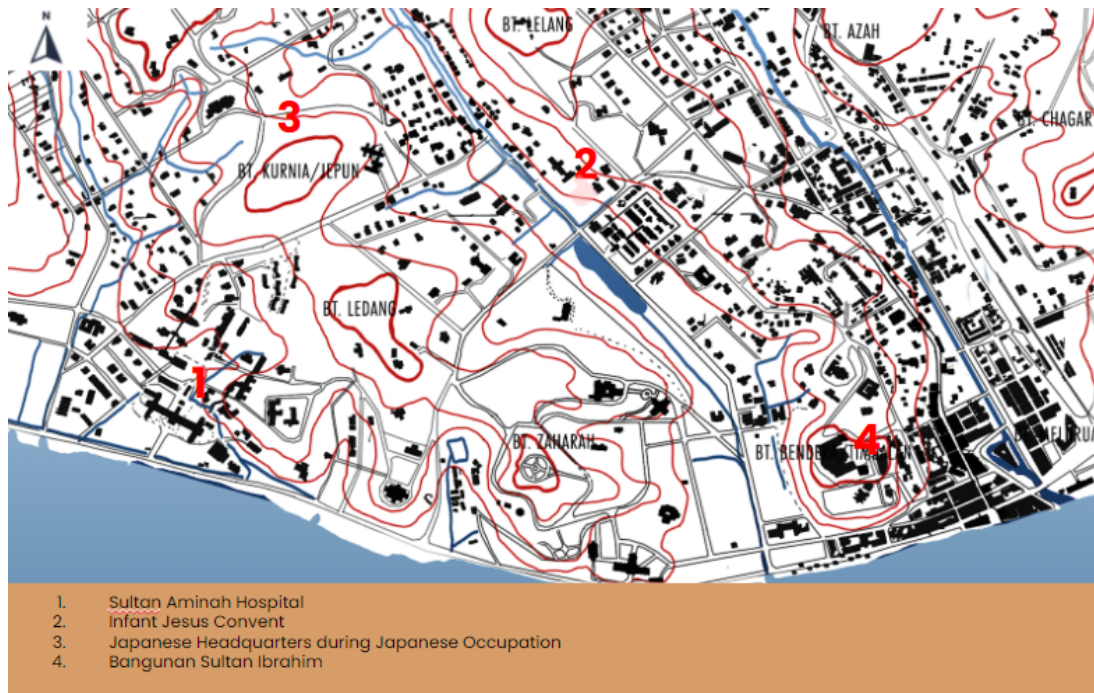 N
BT. LELANG
BT. AZAH
3
BT. CHAGAR
2
BT. KURNIA/JEPUN
BT. LEDANG
1
BT. ZAHARAH
4
BT.
1. Sultan Aminah Hospital
2. Infant Jesus Convent
3. Japanese Headquarters during Japanese Occupation
4. Bangunan Sultan Ibrahim